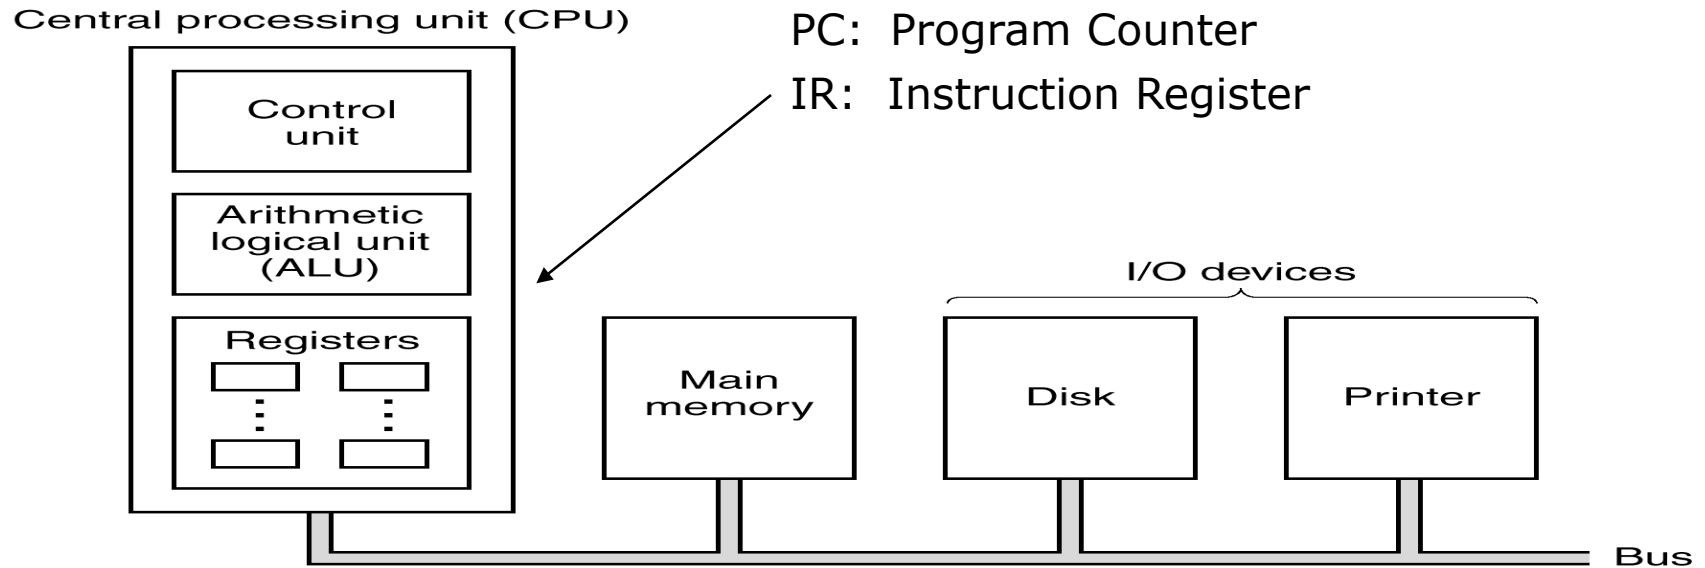 Central processing unit (CPU)
PC: Program Counter
IR: Instruction Register
Control
unit
Arithmetic
logical unit
(ALU)
Registers
I/O devices
Main
memory
Disk
Printer
Bus